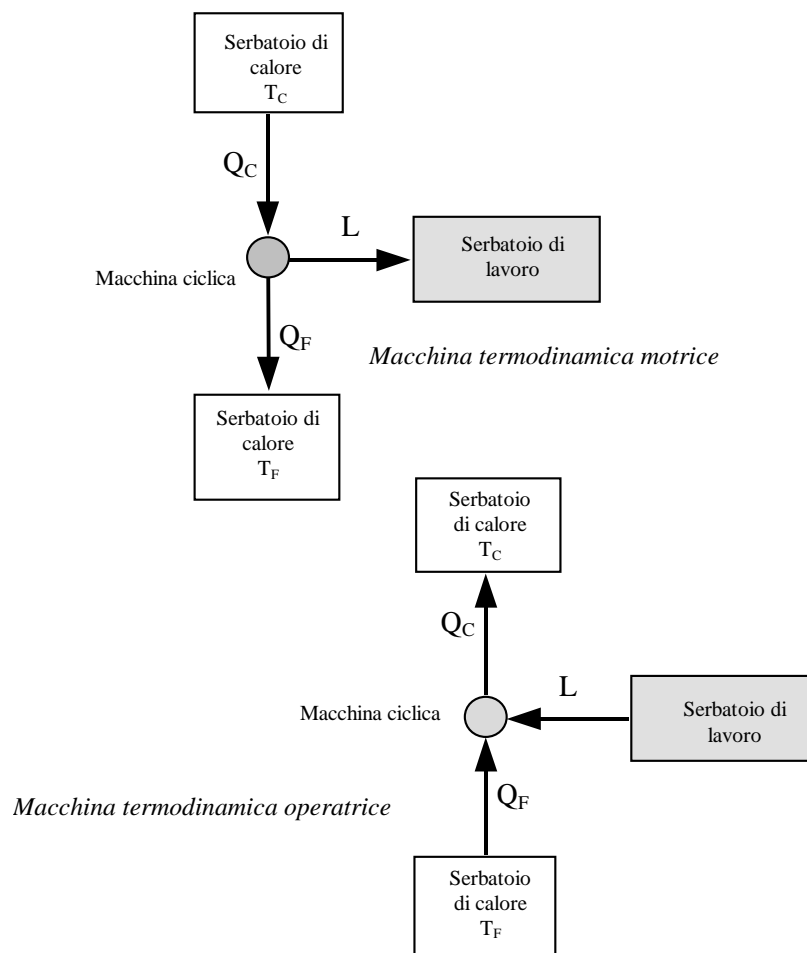 Serbatoio di
calore
T_C
Q_C
L
Serbatoio di
lavoro
Macchina ciclica
Q_F
Macchina termodinamica motrice
Serbatoio di
calore
T_F
Serbatoio
di calore
T_C
Q_C
L
Macchina ciclica
Serbatoio di
lavoro
Q_F
Macchina termodinamica operatrice
Serbatoio
di calore
T_F